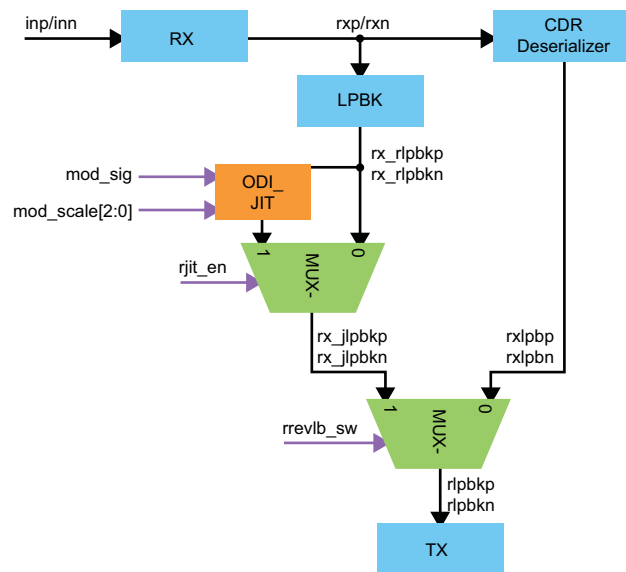 inp/inn
RX
rxp/rxn
CDR
Deserializer
LPBK
rx_rlpbkp
rx_rlpbkn
mod_sig
mod_scale[2:0]
ODI_
JIT
1
0
MUX-
rjit_en
rx_jlpbkp
rx_jlpbkn
rxlpbp
rxlpbn
1
0
MUX-
rrevlb_sw
rlpbkp
rlpbkn
TX